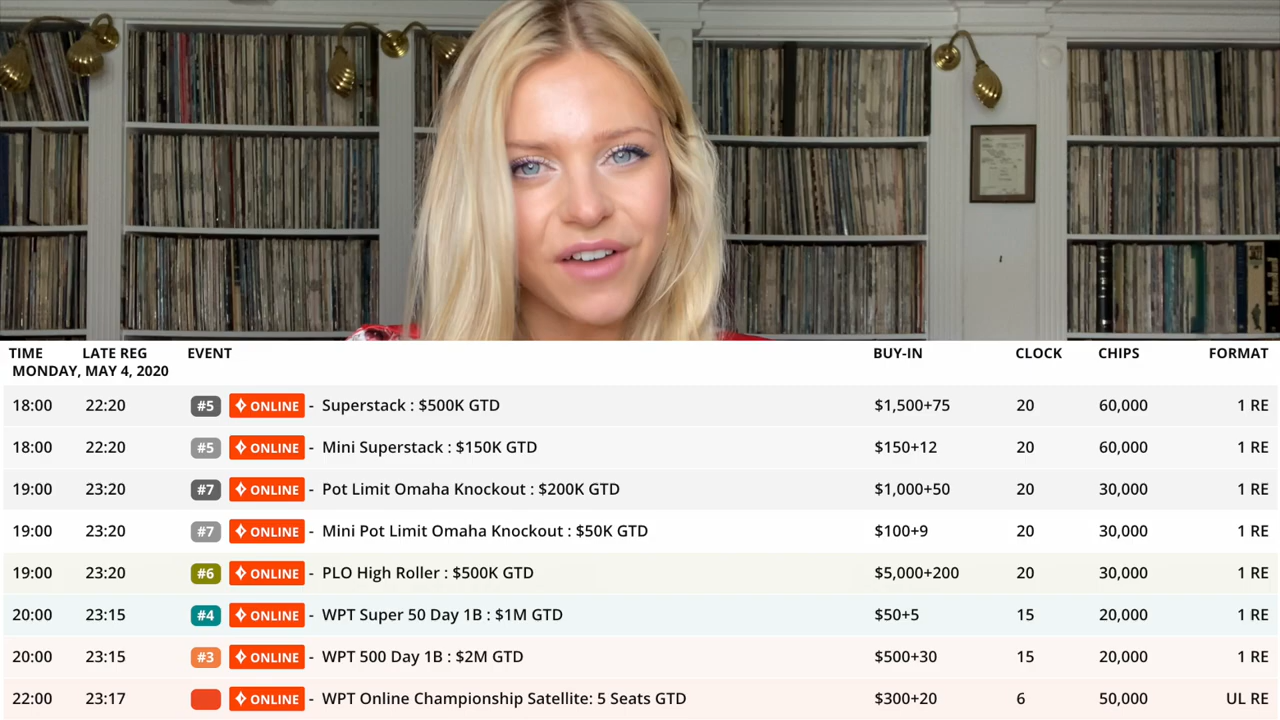 TIME LATE REG EVENT BUY-IN CLOCK CHIPS FORMAT
MONDAY, MAY 4, 2020
18:00 22:20 #5 ONLINE - Superstack : $500K GTD $1,500+75 20 60,000 1 RE
18:00 22:20 #5 ONLINE - Mini Superstack : $150K GTD $150+12 20 60,000 1 RE
19:00 23:20 #7 ONLINE - Pot Limit Omaha Knockout : $200K GTD $1,000+50 20 30,000 1 RE
19:00 23:20 #7 ONLINE - Mini Pot Limit Omaha Knockout : $50K GTD $100+9 20 30,000 1 RE
19:00 23:20 #6 ONLINE - PLO High Roller : $500K GTD $5,000+200 20 30,000 1 RE
20:00 23:15 #4 ONLINE - WPT Super 50 Day 1B : $1M GTD $50+5 15 20,000 1 RE
20:00 23:15 #3 ONLINE - WPT 500 Day 1B : $2M GTD $500+30 15 20,000 1 RE
22:00 23:17 ONLINE - WPT Online Championship Satellite: 5 Seats GTD $300+20 6 50,000 UL RE